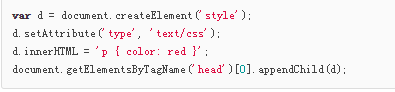 var d = document.createElement('style');
d.setAttribute('type', 'text/css');
d.innerHTML = 'p { color: red }';
document.getElementsByTagName('head')[0].appendChild(d);